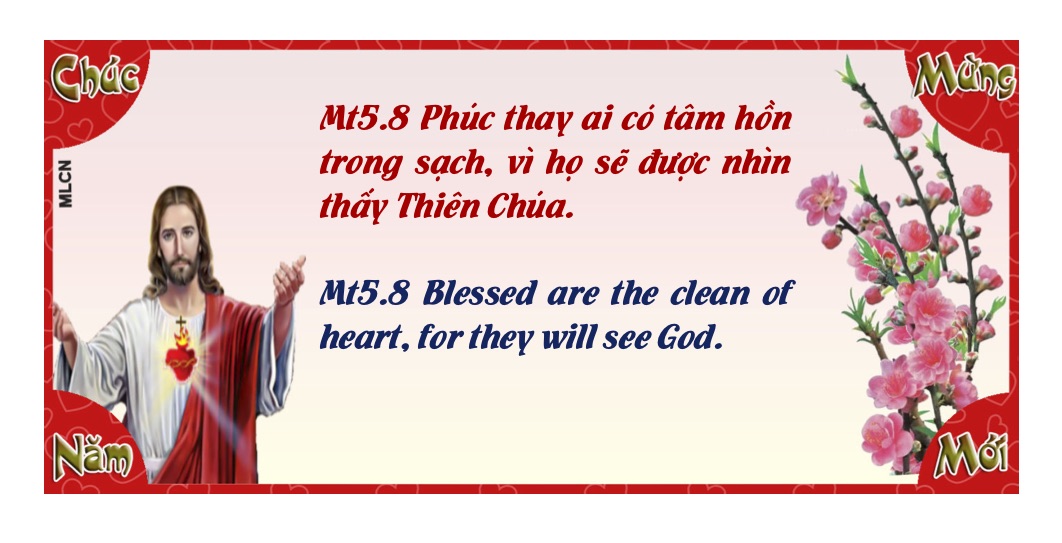 Chúc
Mừng
MLCN
Mt5.8 Phúc thay ai có tâm hồn
trong sạch, vì họ sẽ được nhìn
thấy Thiên Chúa.
Mt5.8 Blessed are the clean of
heart, for they will see God.
Năm
Mới